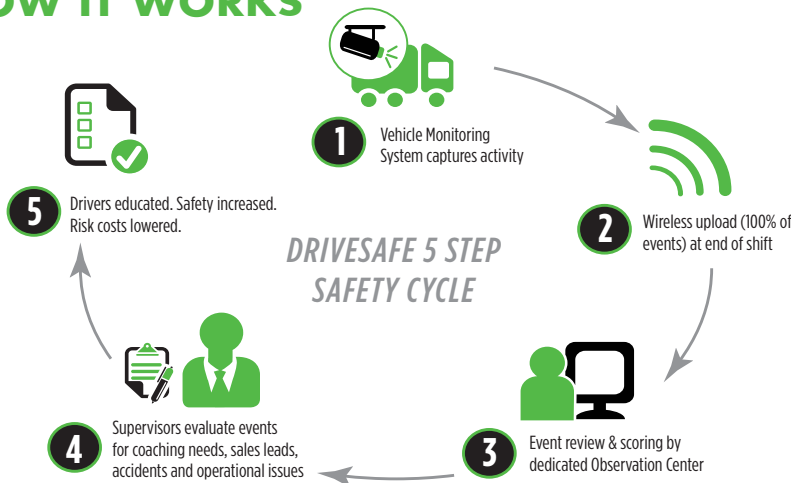 OW IT WORKS
1
Vehicle Monitoring
System captures activity
2
Wireless upload (100% of
events) at end of shift
DRIVESAFE 5 STEP
SAFETY CYCLE
3
Event review & scoring by
dedicated Observation Center
4
Supervisors evaluate events
for coaching needs, sales leads,
accidents and operational issues
5
Drivers educated. Safety increased.
Risk costs lowered.